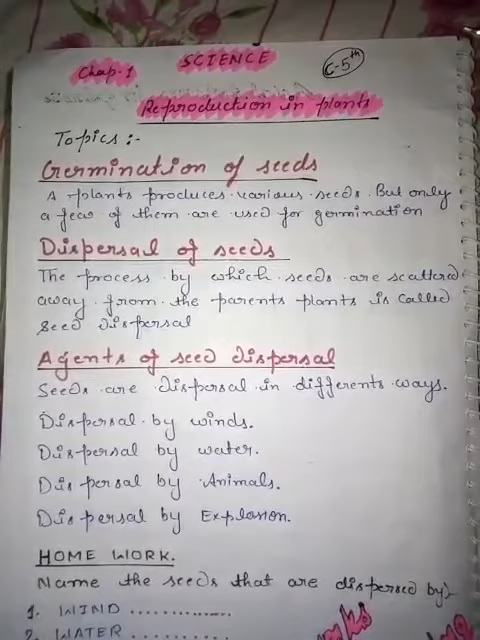 SCIENCE
Chap-1
C-5th
Reproduction in plants
Topics:-
Germination of seeds
A plants produces various seeds. But only
a few of them are used for germination
Dispersal of seeds
The process by which seeds are scattered
away from the parents plants is called
seed dispersal
Agents of seed dispersal
Seeds are dispersal in differents ways.
Dispersal by winds.
Dispersal by water.
Dispersal by Animals.
Dispersal by Explosion.
HOME WORK.
Name the seeds that are dispersed by:-
1. WIND .............
2. WATER ..........